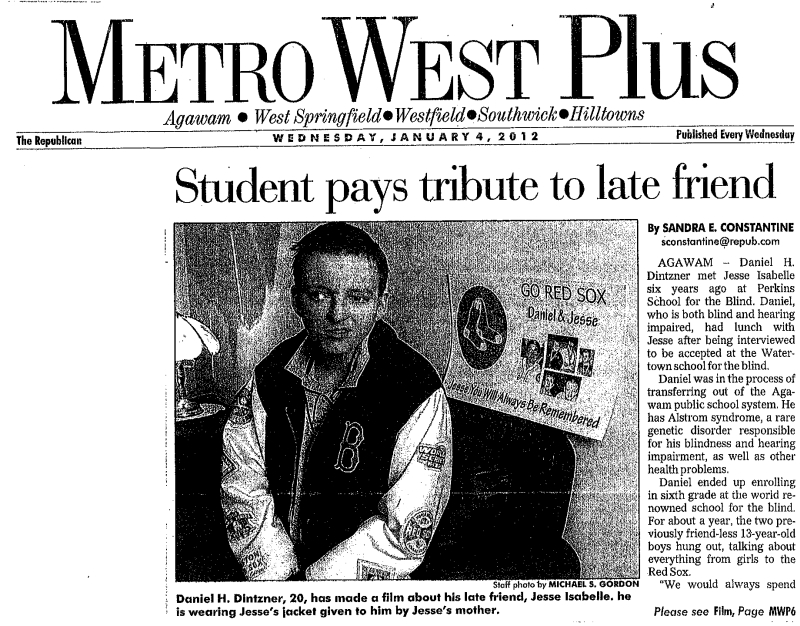 METRO WEST Plus
Agawam ● West Springfield●Westfield●Southwick●Hilltowns
The Republican
WEDNESDAY, JANUARY 4, 2012
Published Every Wednesday
Student pays tribute to late friend
GO RED SOX
Daniel & Jesse
Jesse You Will Always Be Remembered
B
Staff photo by MICHAEL S. GORDON
Daniel H. Dintzner, 20, has made a film about his late friend, Jesse Isabelle. he
is wearing Jesse's jacket given to him by Jesse's mother.
By SANDRA E. CONSTANTINE
sconstantine@repub.com
AGAWAM – Daniel H.
Dintzner met Jesse Isabelle
six years ago at Perkins
School for the Blind. Daniel,
who is both blind and hearing
impaired, had lunch with
Jesse after being interviewed
to be accepted at the Water-
town school for the blind.
Daniel was in the process of
transferring out of the Aga-
wam public school system. He
has Alstrom syndrome, a rare
genetic disorder responsible
for his blindness and hearing
impairment, as well as other
health problems.
Daniel ended up enrolling
in sixth grade at the world re-
nowned school for the blind.
For about a year, the two pre-
viously friend-less 13-year-old
boys hung out, talking about
everything from girls to the
Red Sox.
"We would always spend
Please see Film, Page MWP6